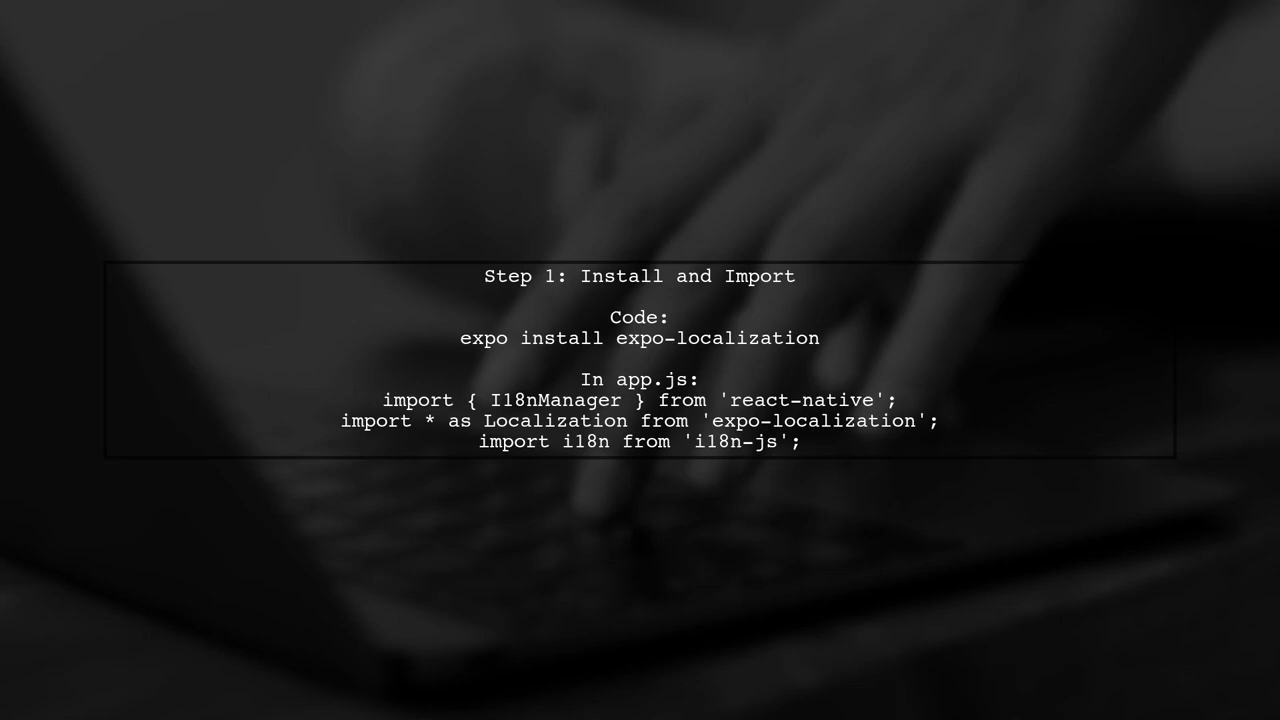 Step 1: Install and Import
Code:
expo install expo-localization
In app.js:
import { I18nManager } from 'react-native';
import * as Localization from 'expo-localization';
import i18n from 'i18n-js';